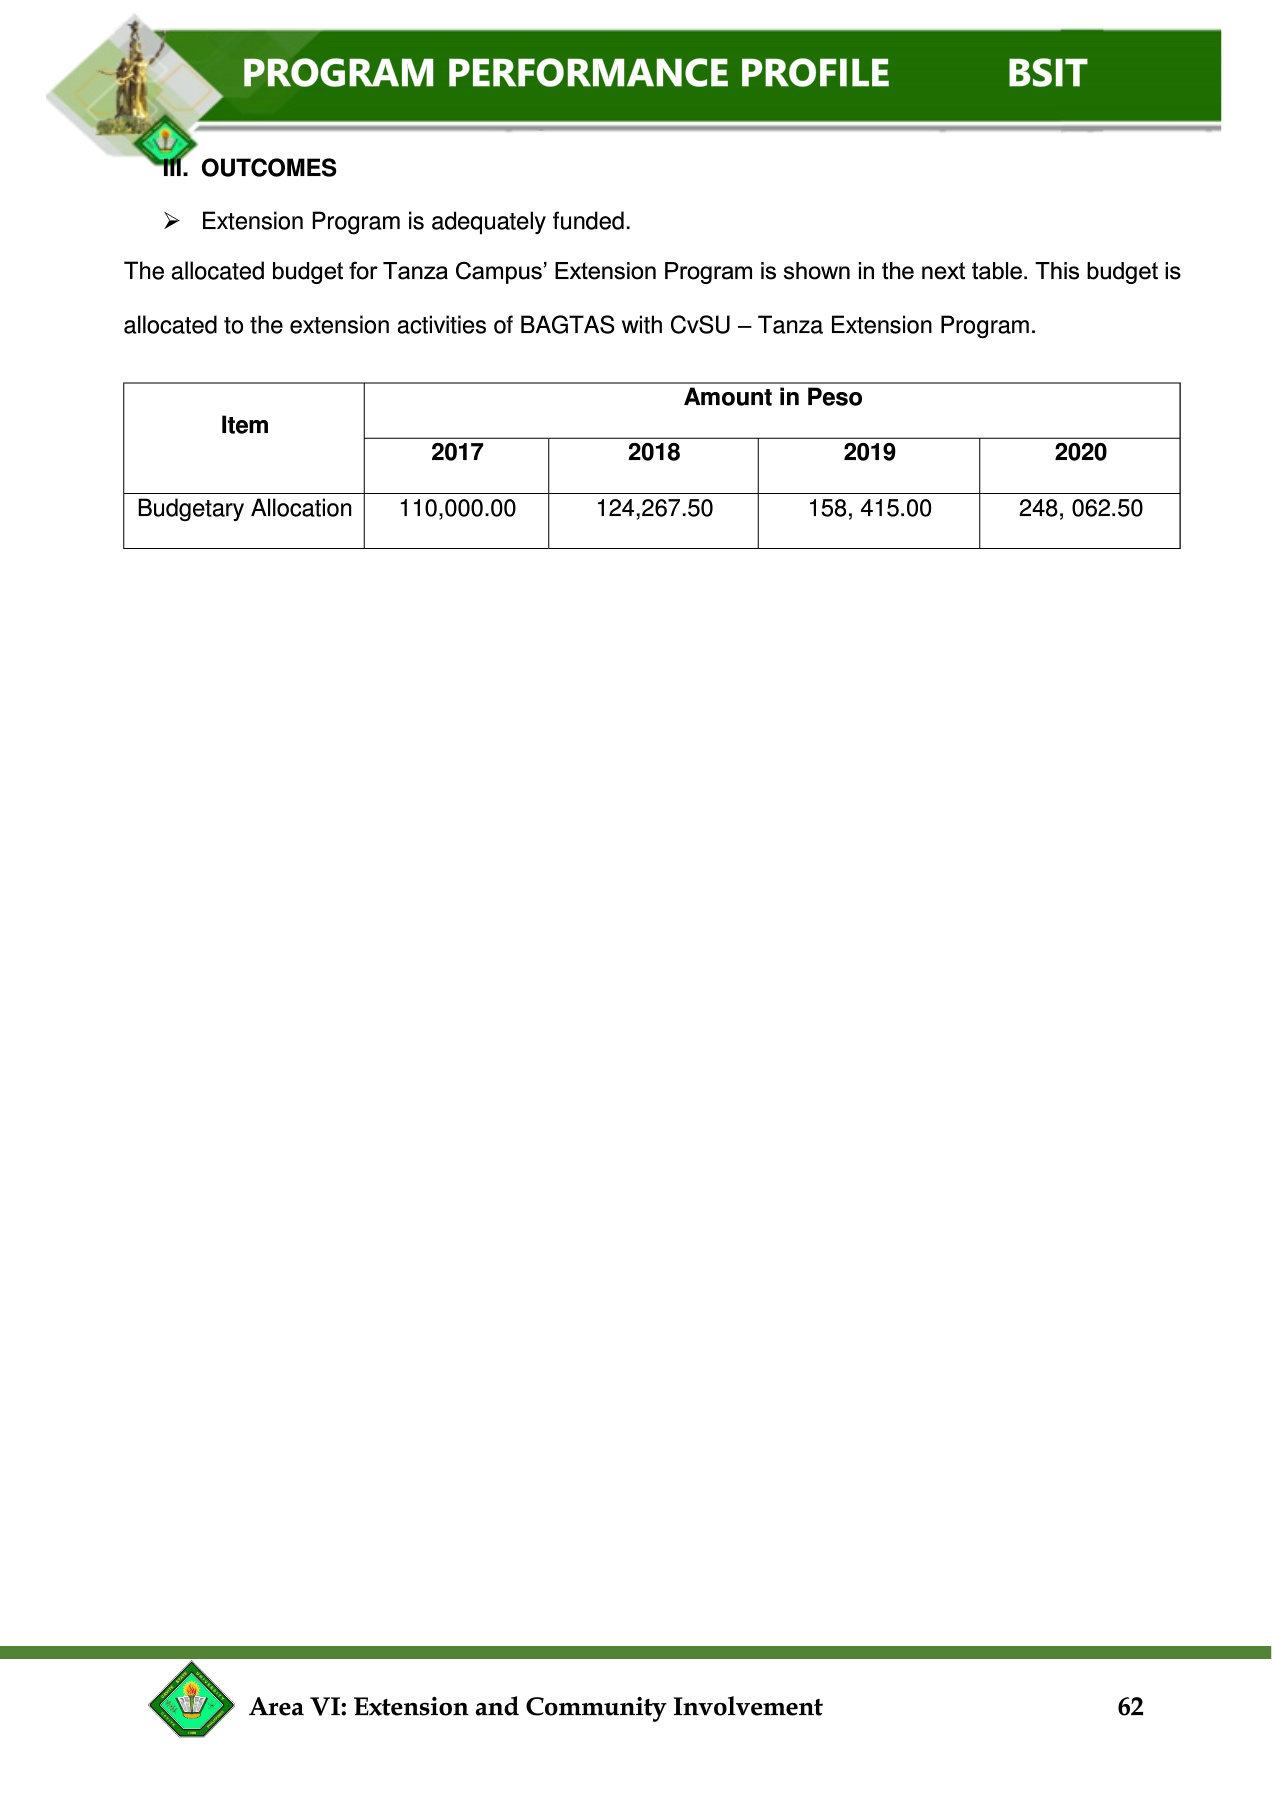 PROGRAM PERFORMANCE PROFILE BSIT
III. OUTCOMES
➢ Extension Program is adequately funded.
The allocated budget for Tanza Campus’ Extension Program is shown in the next table. This budget is
allocated to the extension activities of BAGTAS with CvSU – Tanza Extension Program.
Item
Amount in Peso
2017 2018 2019 2020
Budgetary Allocation 110,000.00 124,267.50 158, 415.00 248, 062.50
Area VI: Extension and Community Involvement 62